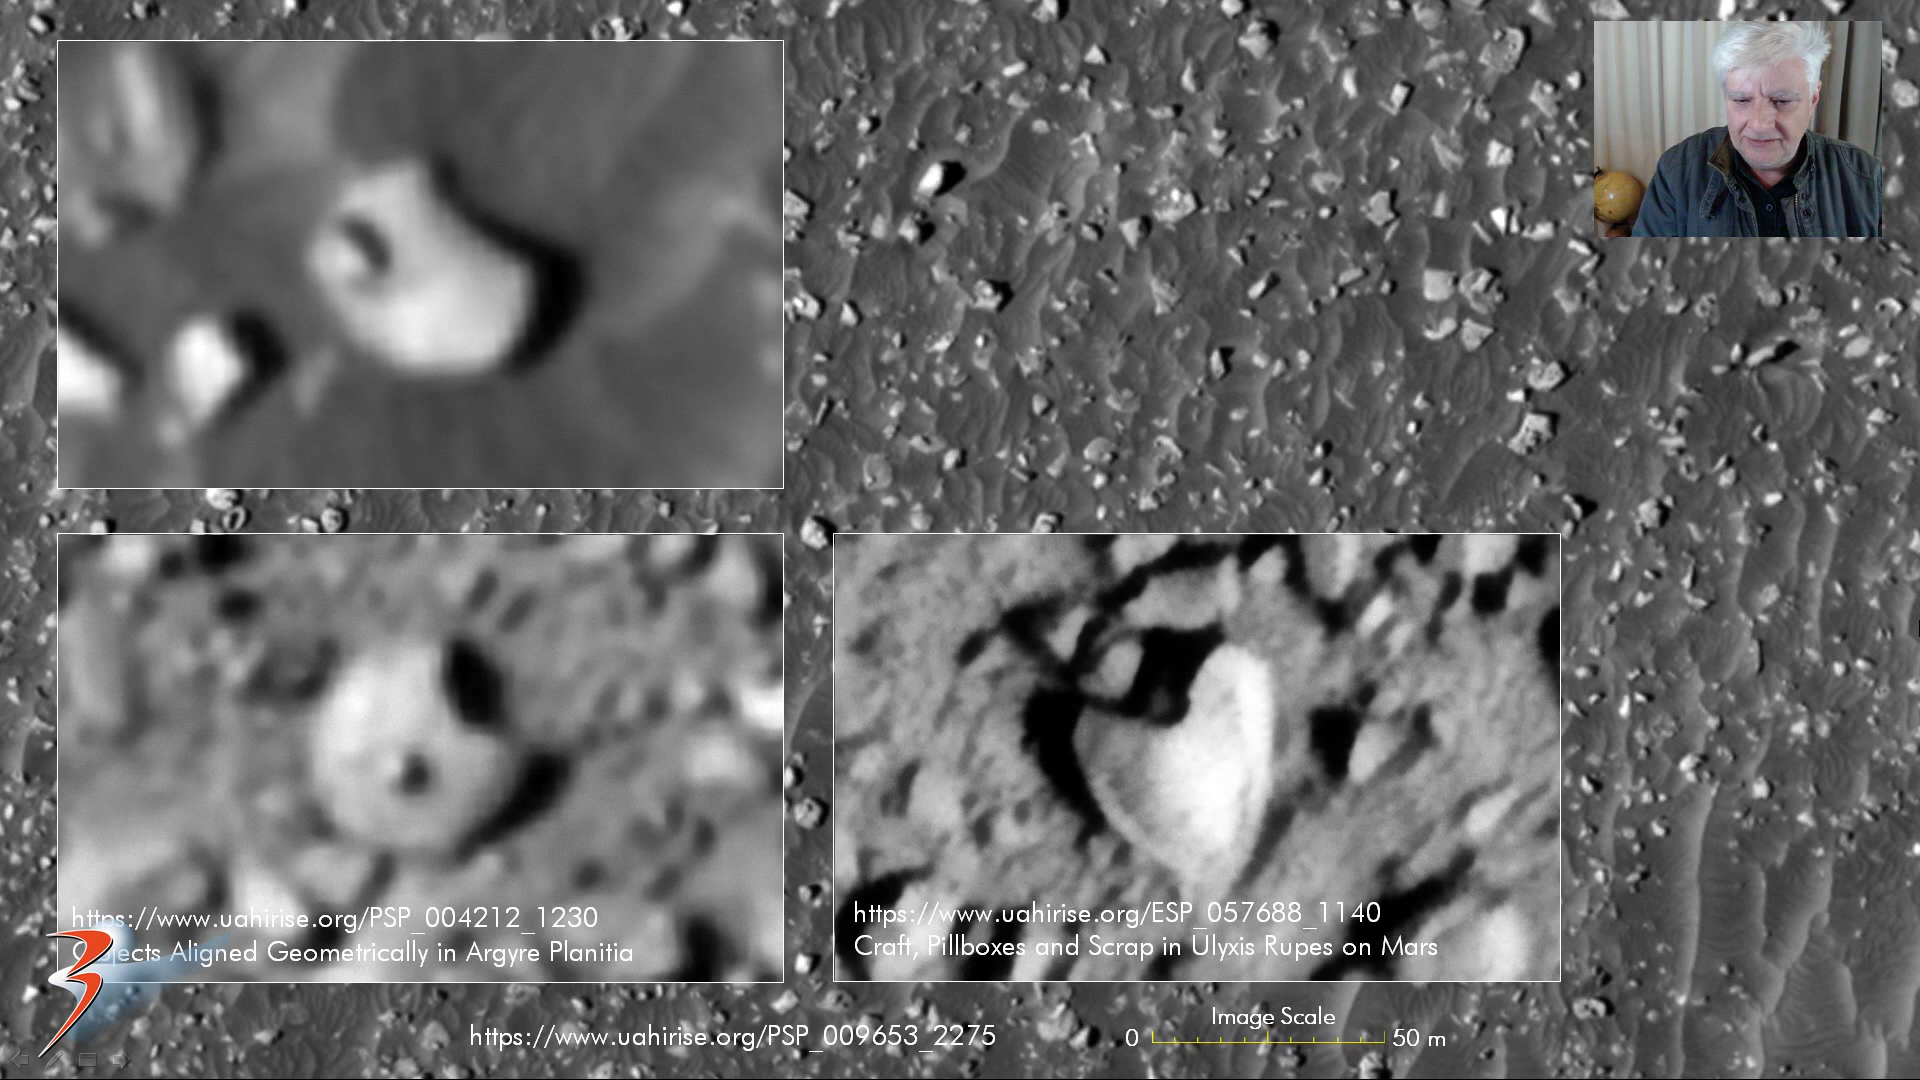 https://www.uahirise.org/PSP_004212_1230
Objects Aligned Geometrically in Argyre Planitia
https://www.uahirise.org/ESP_057688_1140
Craft, Pillboxes and Scrap in Ulyxis Rupes on Mars
Image Scale
https://www.uahirise.org/PSP_009653_2275
0
50 m